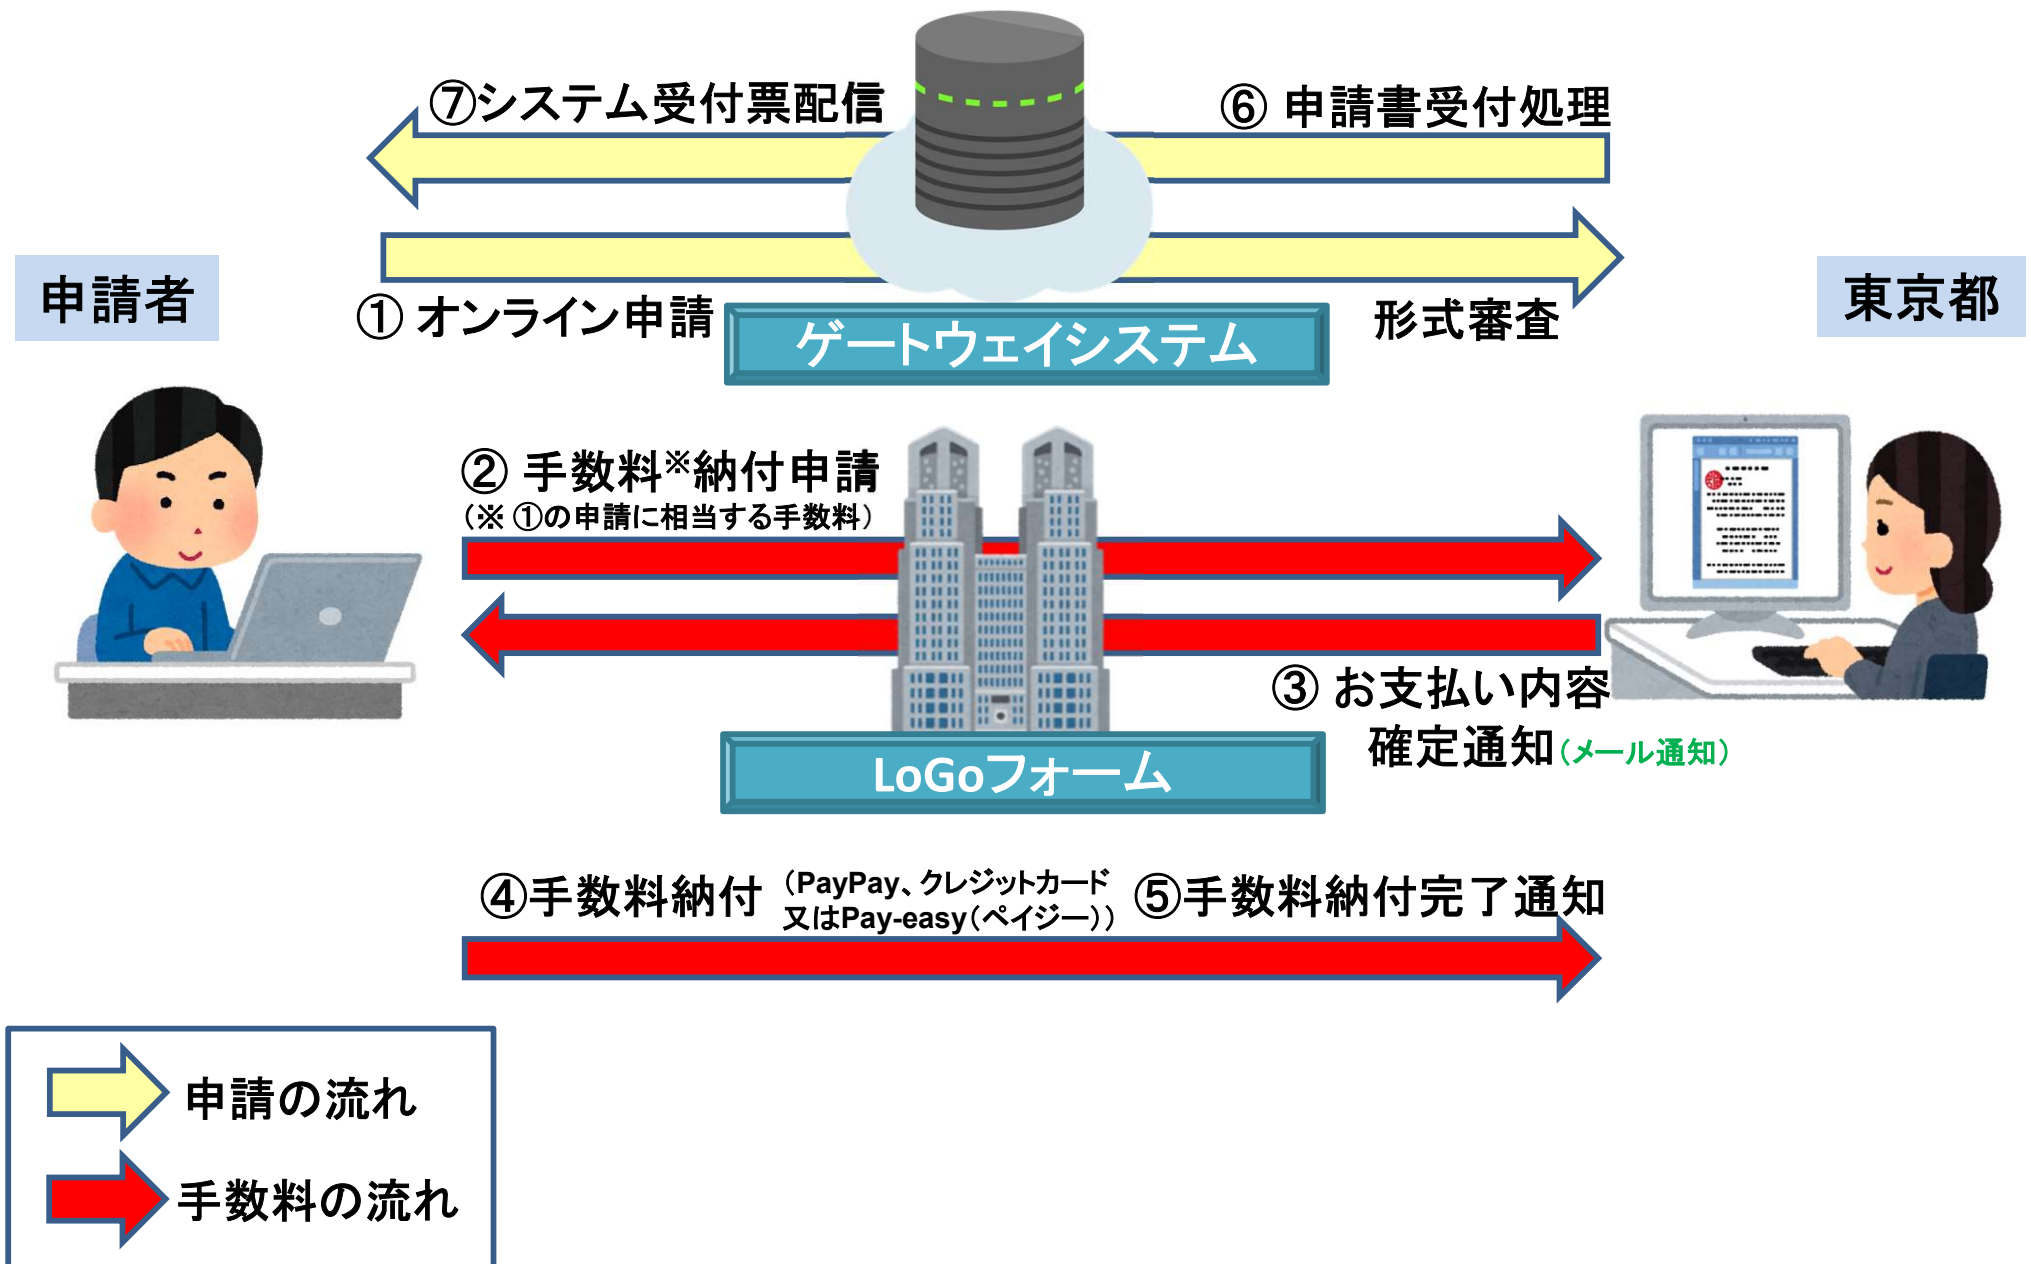 ⑦システム受付票配信
⑥ 申請書受付処理
申請者
① オンライン申請
ゲートウェイシステム
形式審査
東京都
② 手数料※納付申請
（※ ①の申請に相当する手数料）
③ お支払い内容
確定通知（メール通知）
LoGoフォーム
④手数料納付
（PayPay、クレジットカード
又はPay-easy（ペイジー））
⑤手数料納付完了通知
申請の流れ
手数料の流れ